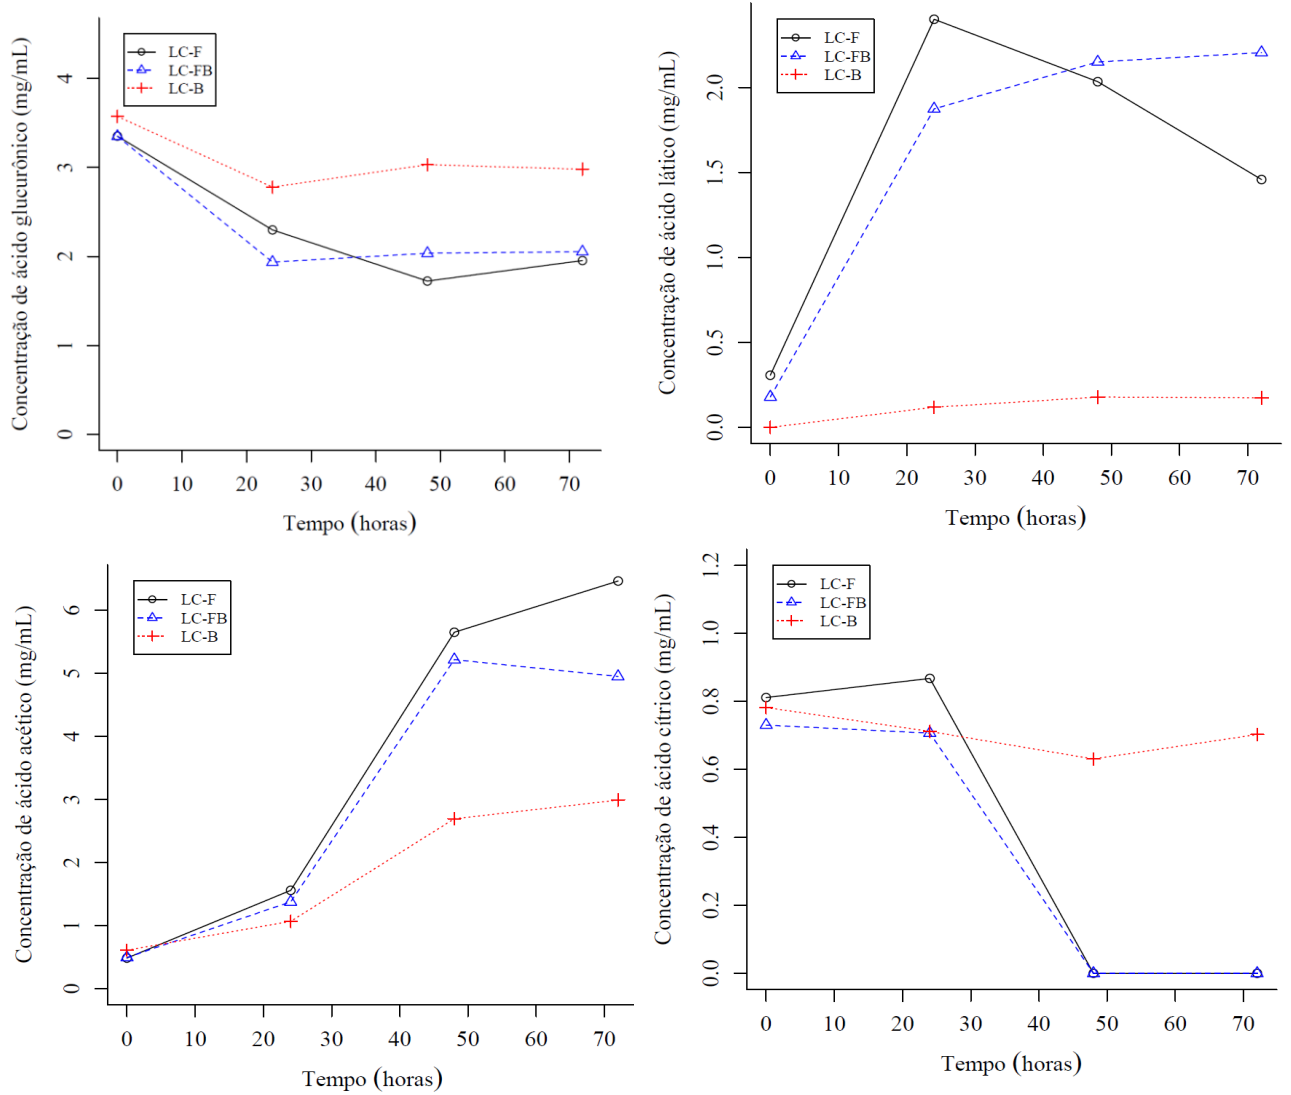 Concentração de ácido glucurônico (mg/mL)
4
3
2
1
0
LC-F
LC-FB
LC-B
0 10 20 30 40 50 60 70
Tempo (horas)
Concentração de ácido lático (mg/mL)
2.0
1.5
1.0
0.5
0.0
LC-F
LC-FB
LC-B
0 10 20 30 40 50 60 70
Tempo (horas)
Concentração de ácido acético (mg/mL)
6
5
4
3
2
1
0
LC-F
LC-FB
LC-B
0 10 20 30 40 50 60 70
Tempo (horas)
Concentração de ácido cítrico (mg/mL)
1.2
1.0
0.8
0.6
0.4
0.2
0.0
LC-F
LC-FB
LC-B
0 10 20 30 40 50 60 70
Tempo (horas)